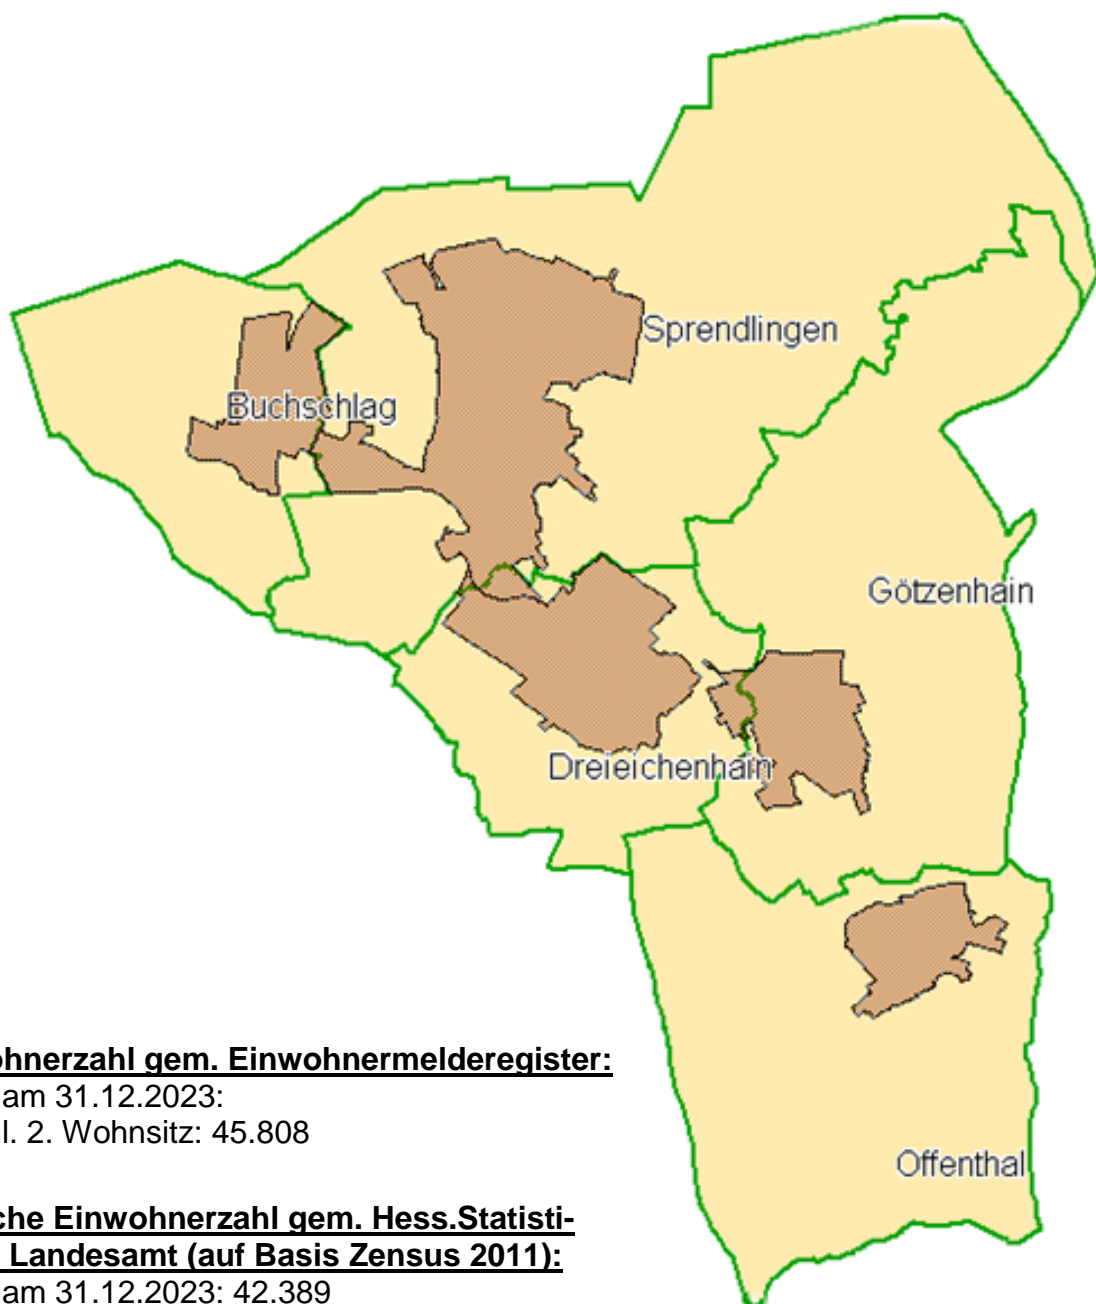 Sprendlingen
Buchschlag
Götzenhain
Dreieichenhain
ohnerzahl gem. Einwohnermelderegister:
am 31.12.2023:
l. 2. Wohnsitz: 45.808
Offenthal
che Einwohnerzahl gem. Hess.Statisti-
Landesamt (auf Basis Zensus 2011):
am 31.12.2023: 42.389